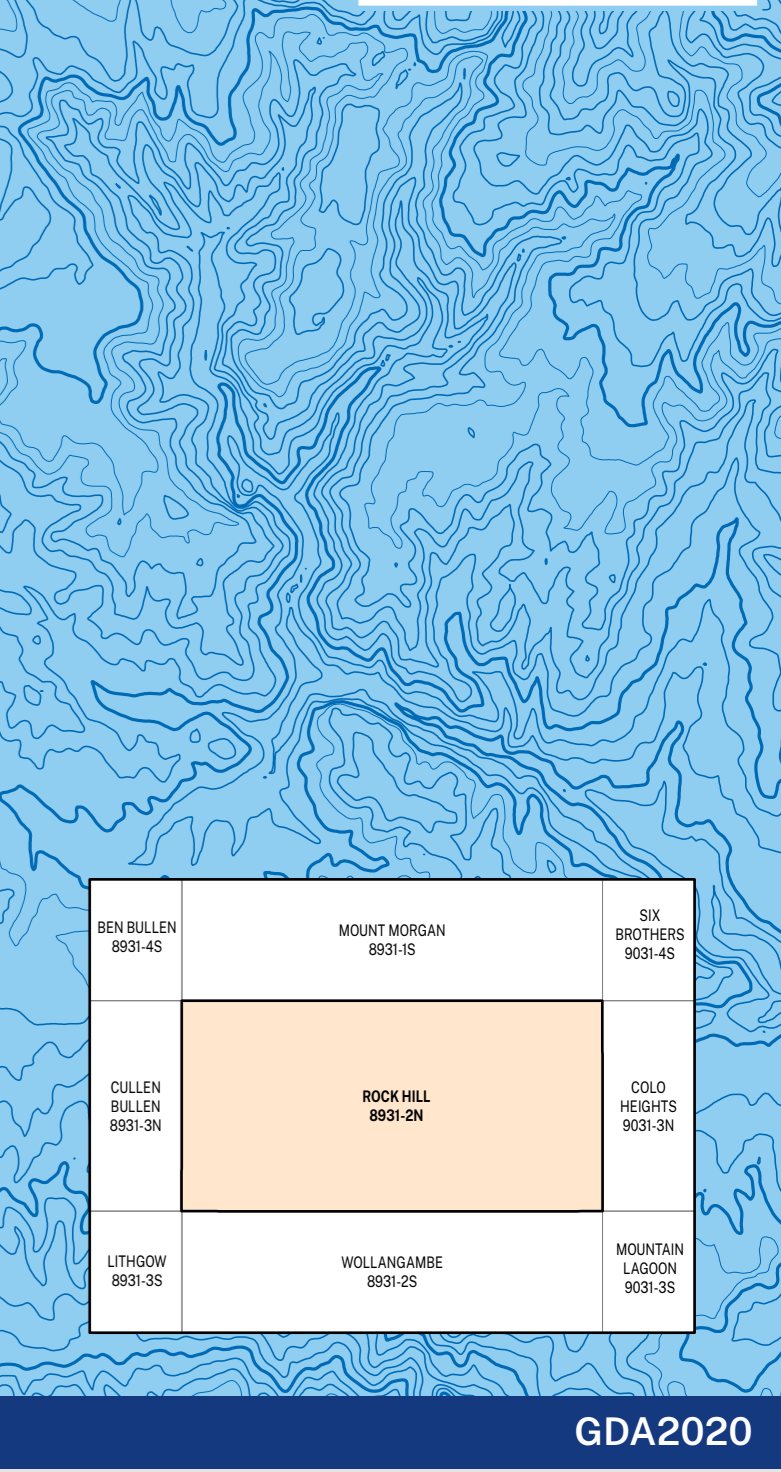 BEN BULLEN
8931-4S
MOUNT MORGAN
8931-1S
SIX
BROTHERS
9031-4S
CULLEN
BULLEN
8931-3N
ROCK HILL
8931-2N
COLO
HEIGHTS
9031-3N
LITHGOW
8931-3S
WOLLANGAMBE
8931-2S
MOUNTAIN
LAGOON
9031-3S
GDA2020